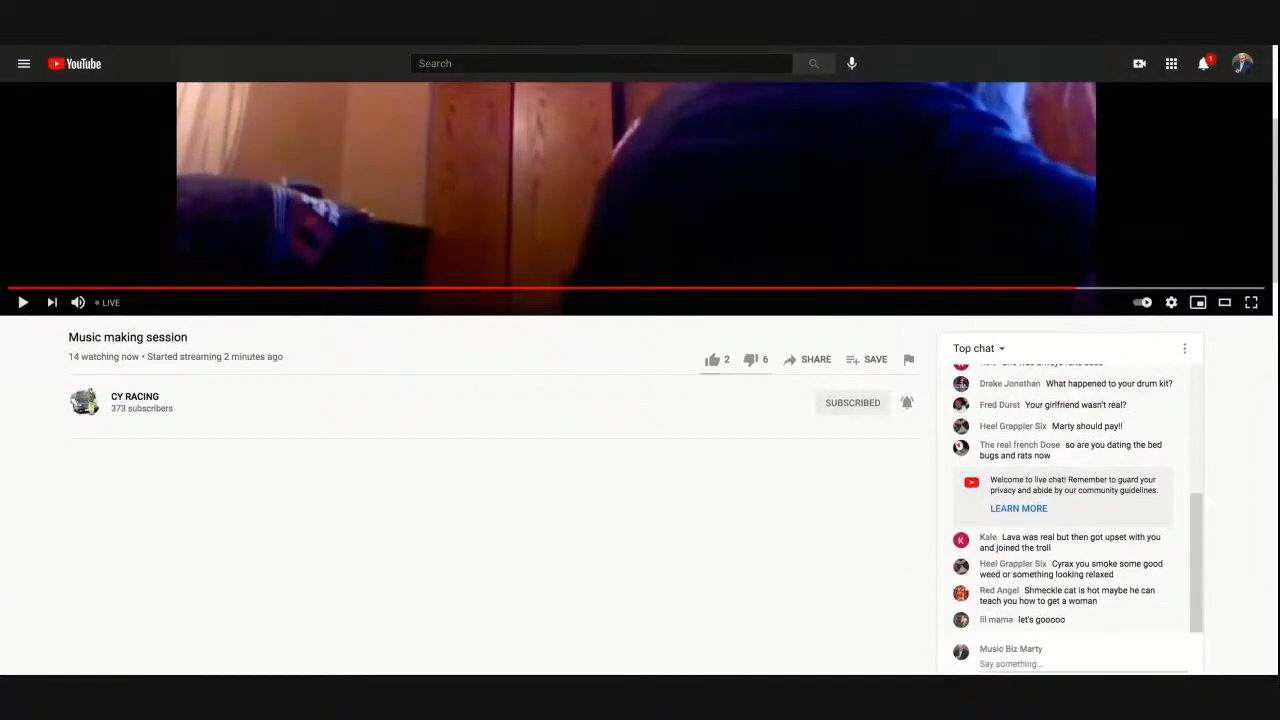 YouTube
Search
1
LIVE
Music making session
14 watching now • Started streaming 2 minutes ago
2
6
SHARE
SAVE
CY RACING
373 subscribers
SUBSCRIBED
Top chat
Drake Jonathan What happened to your drum kit?
Fred Durst Your girlfriend wasn't real?
Heel Grappler Six Marty should pay!!
The real french Dose so are you dating the bed
bugs and rats now
Welcome to live chat! Remember to guard your
privacy and abide by our community guidelines.
LEARN MORE
K
Kale Lava was real but then got upset with you
and joined the troll
Heel Grappler Six Cyrax you smoke some good
weed or something looking relaxed
Red Angel Shmeckle cat is hot maybe he can
teach you how to get a woman
lil mama let's gooooo
Music Biz Marty
Say something...